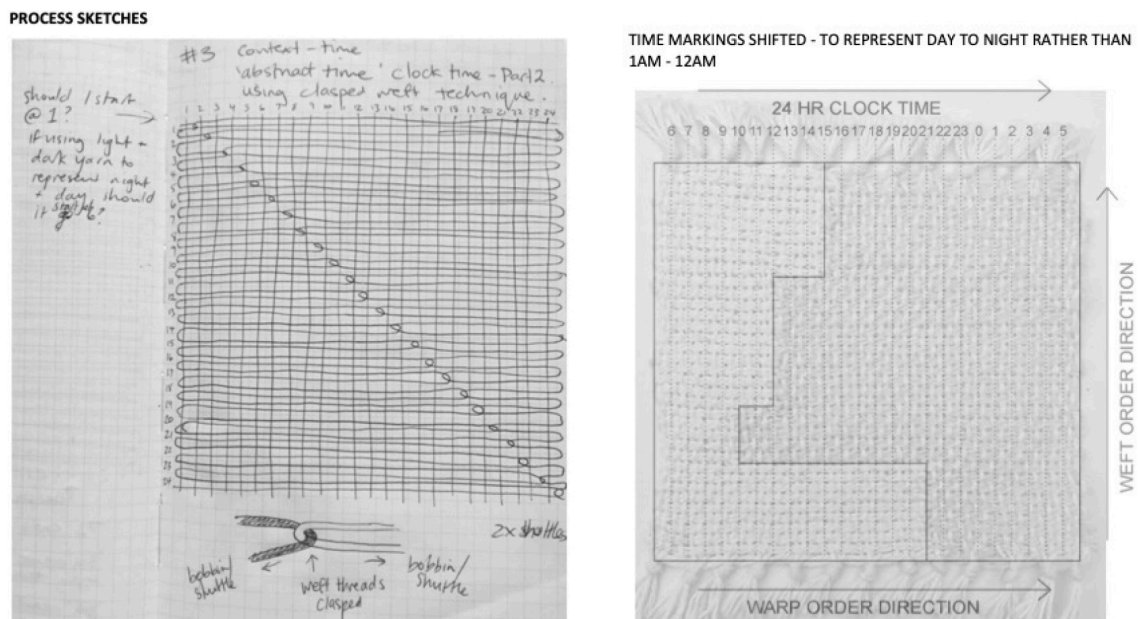 PROCESS SKETCHES
#3 Context - time
'abstract time' clock time - Part 2
using clasped weft technique.
should I start
@ 1?
If using light +
dark yarn to
represent night
+ day should
it start
@ 6?
1 2 3 4 5 6 7 8 9 10 11 12 13 14 15 16 17 18 19 20 21 22 23 24
2x shuttles
bobbin/
shuttle
weft threads
clasped
bobbin/
shuttle
TIME MARKINGS SHIFTED - TO REPRESENT DAY TO NIGHT RATHER THAN
1AM - 12AM
24 HR CLOCK TIME
6 7 8 9 10 11 12 13 14 15 16 17 18 19 20 21 22 23 0 1 2 3 4 5
WEFT ORDER DIRECTION
WARP ORDER DIRECTION